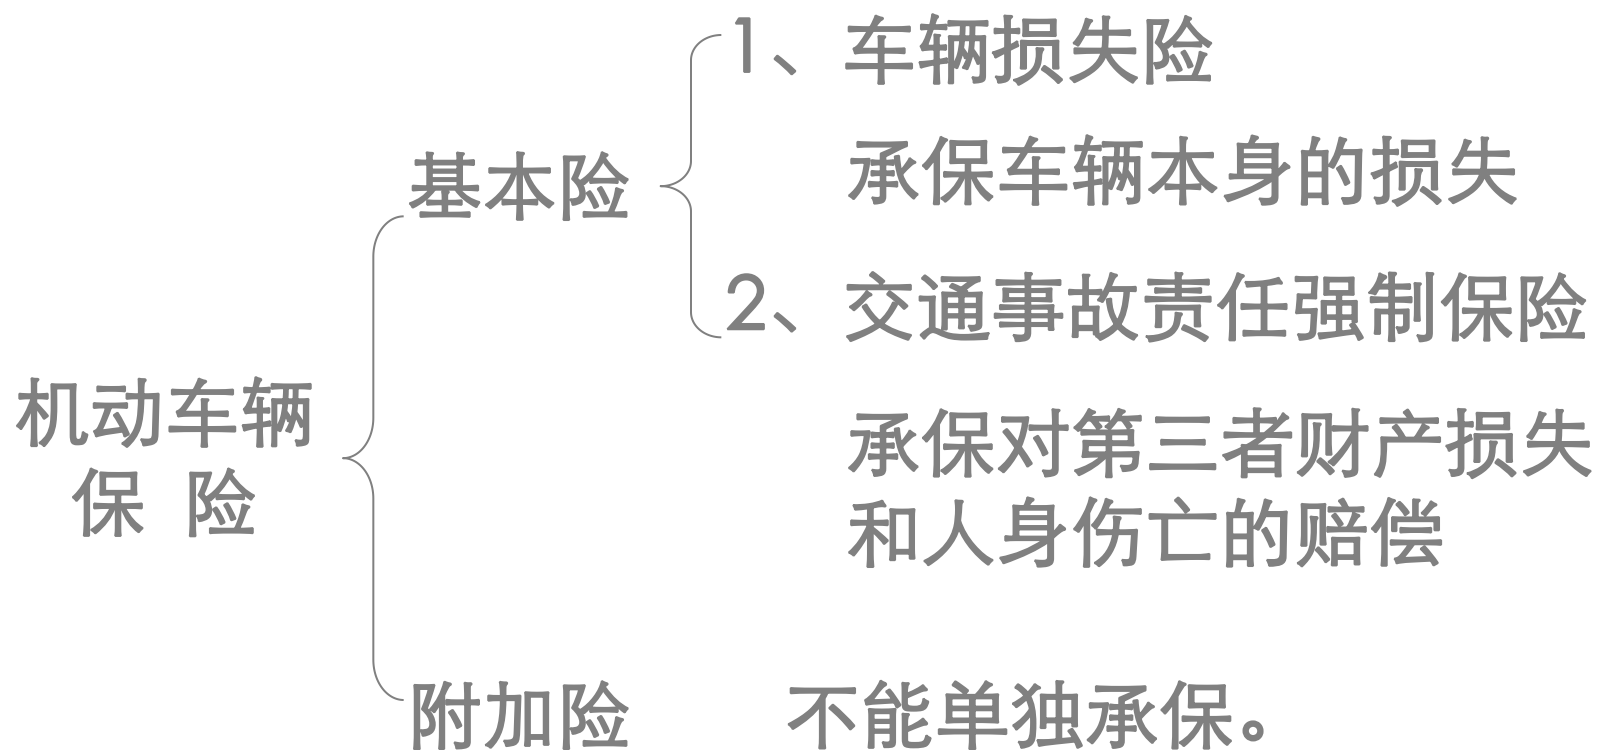 1、车辆损失险
承保车辆本身的损失
基本险
2、交通事故责任强制保险
机动车辆
保 险
承保对第三者财产损失
和人身伤亡的赔偿
附加险 不能单独承保。